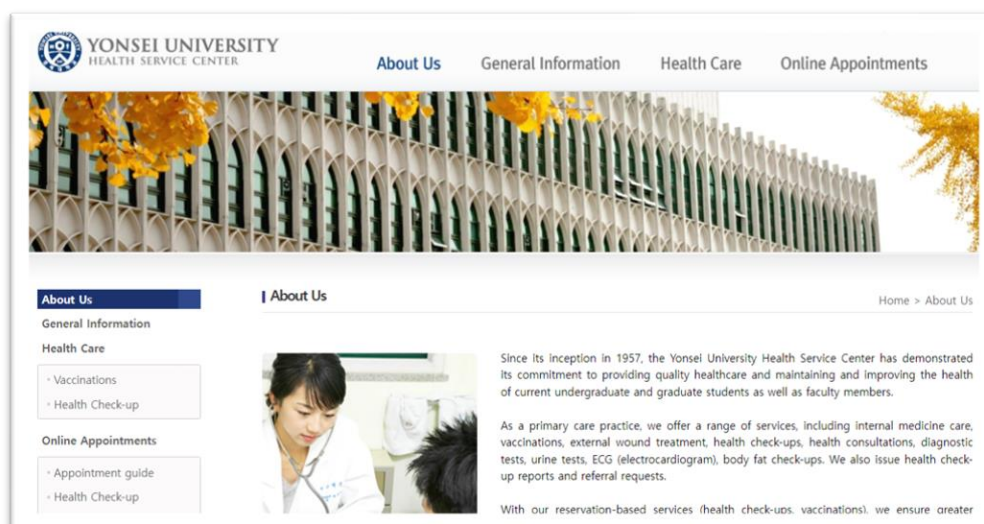 YONSEI UNIVERSITY
HEALTH SERVICE CENTER
About Us
General Information
Health Care
Online Appointments
About Us
General Information
Health Care
Vaccinations
Health Check-up
Online Appointments
Appointment guide
Health Check-up
About Us
Home > About Us
Since its inception in 1957, the Yonsei University Health Service Center has demonstrated
its commitment to providing quality healthcare and maintaining and improving the health
of current undergraduate and graduate students as well as faculty members.
As a primary care practice, we offer a range of services, including internal medicine care,
vaccinations, external wound treatment, health check-ups, health consultations, diagnostic
tests, urine tests, ECG (electrocardiogram), body fat check-ups. We also issue health check-
up reports and referral requests.
With our reservation-based services (health check-ups, vaccinations), we ensure greater